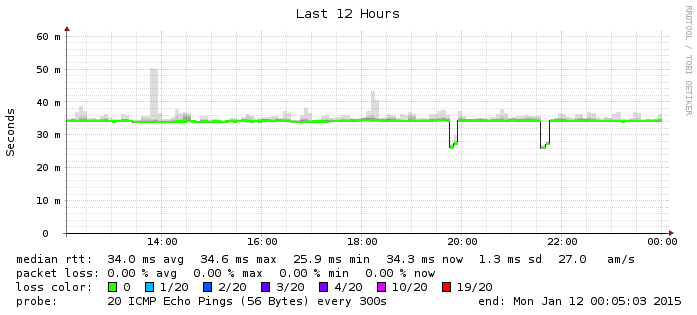 Last 12 Hours
RRDTOOL / TOBI OETIKER
Seconds
60 m
50 m
40 m
30 m
20 m
10 m
0
14:00 16:00 18:00 20:00 22:00 00:00
median rtt: 34.0 ms avg 34.6 ms max 25.9 ms min 34.3 ms now 1.3 ms sd 27.0 am/s
packet loss: 0.00 % avg 0.00 % max 0.00 % min 0.00 % now
loss color: 0 1/20 2/20 3/20 4/20 10/20 19/20
probe: 20 ICMP Echo Pings (56 Bytes) every 300s end: Mon Jan 12 00:05:03 2015